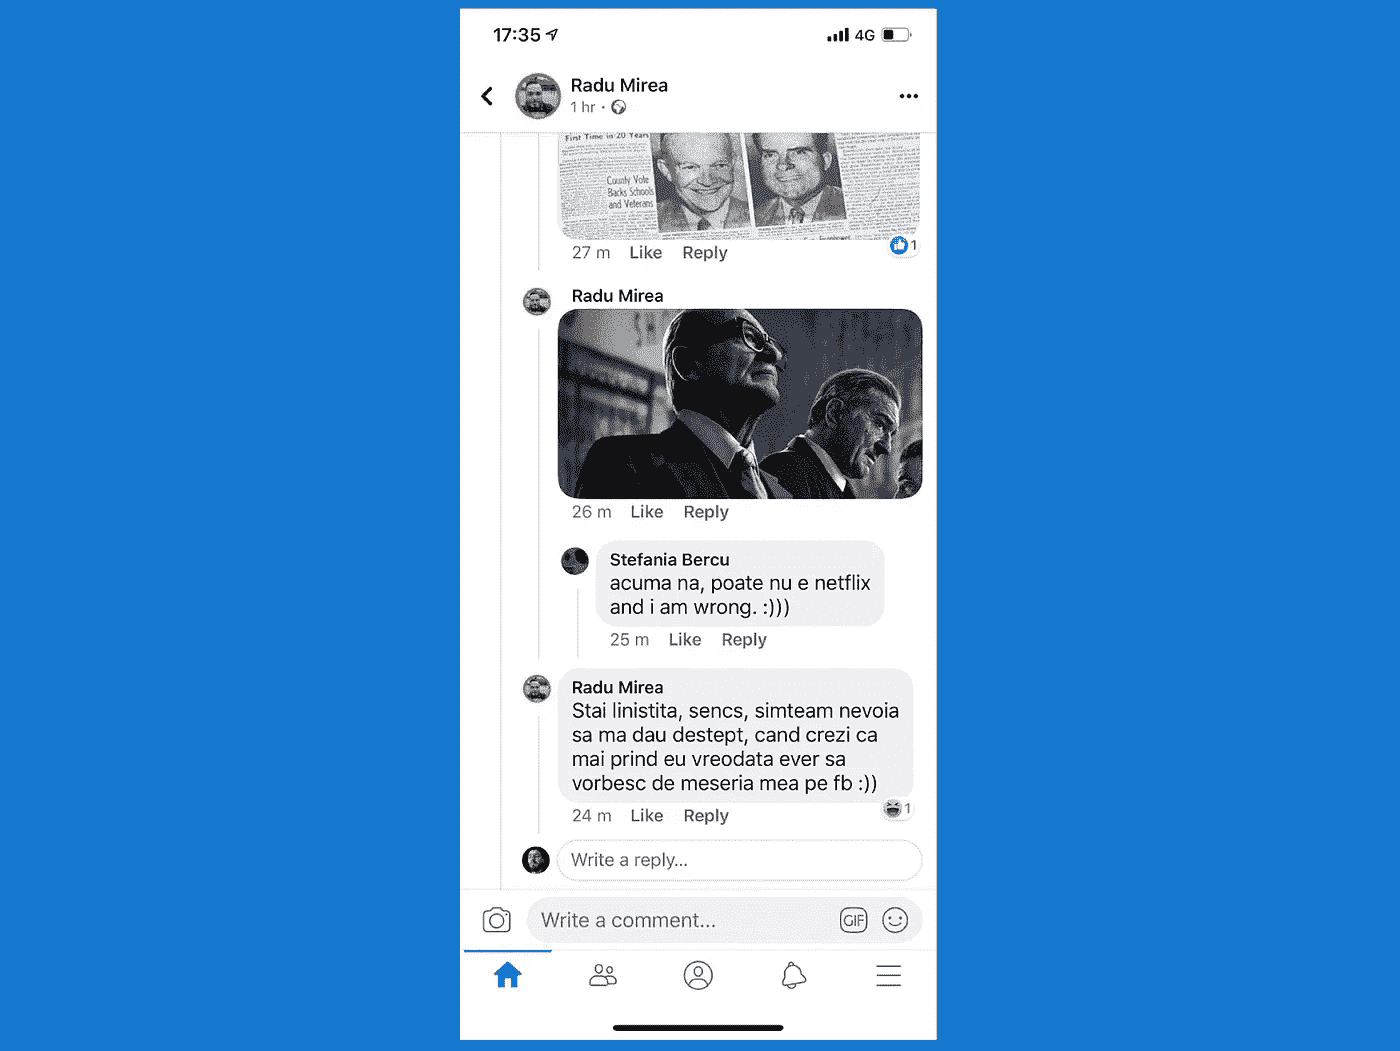 17:35
4G
Radu Mirea
1 hr ·
First Time in 20 Years
County Vote
Backs Schools
and Veterans
27 m Like Reply
1
Radu Mirea
26 m Like Reply
Stefania Bercu
acuma na, poate nu e netflix
and i am wrong. :)))
25 m Like Reply
Radu Mirea
Stai linistita, sencs, simteam nevoia
sa ma dau destept, cand crezi ca
mai prind eu vreodata ever sa
vorbesc de meseria mea pe fb :))
1
24 m Like Reply
Write a reply...
Write a comment...
GIF